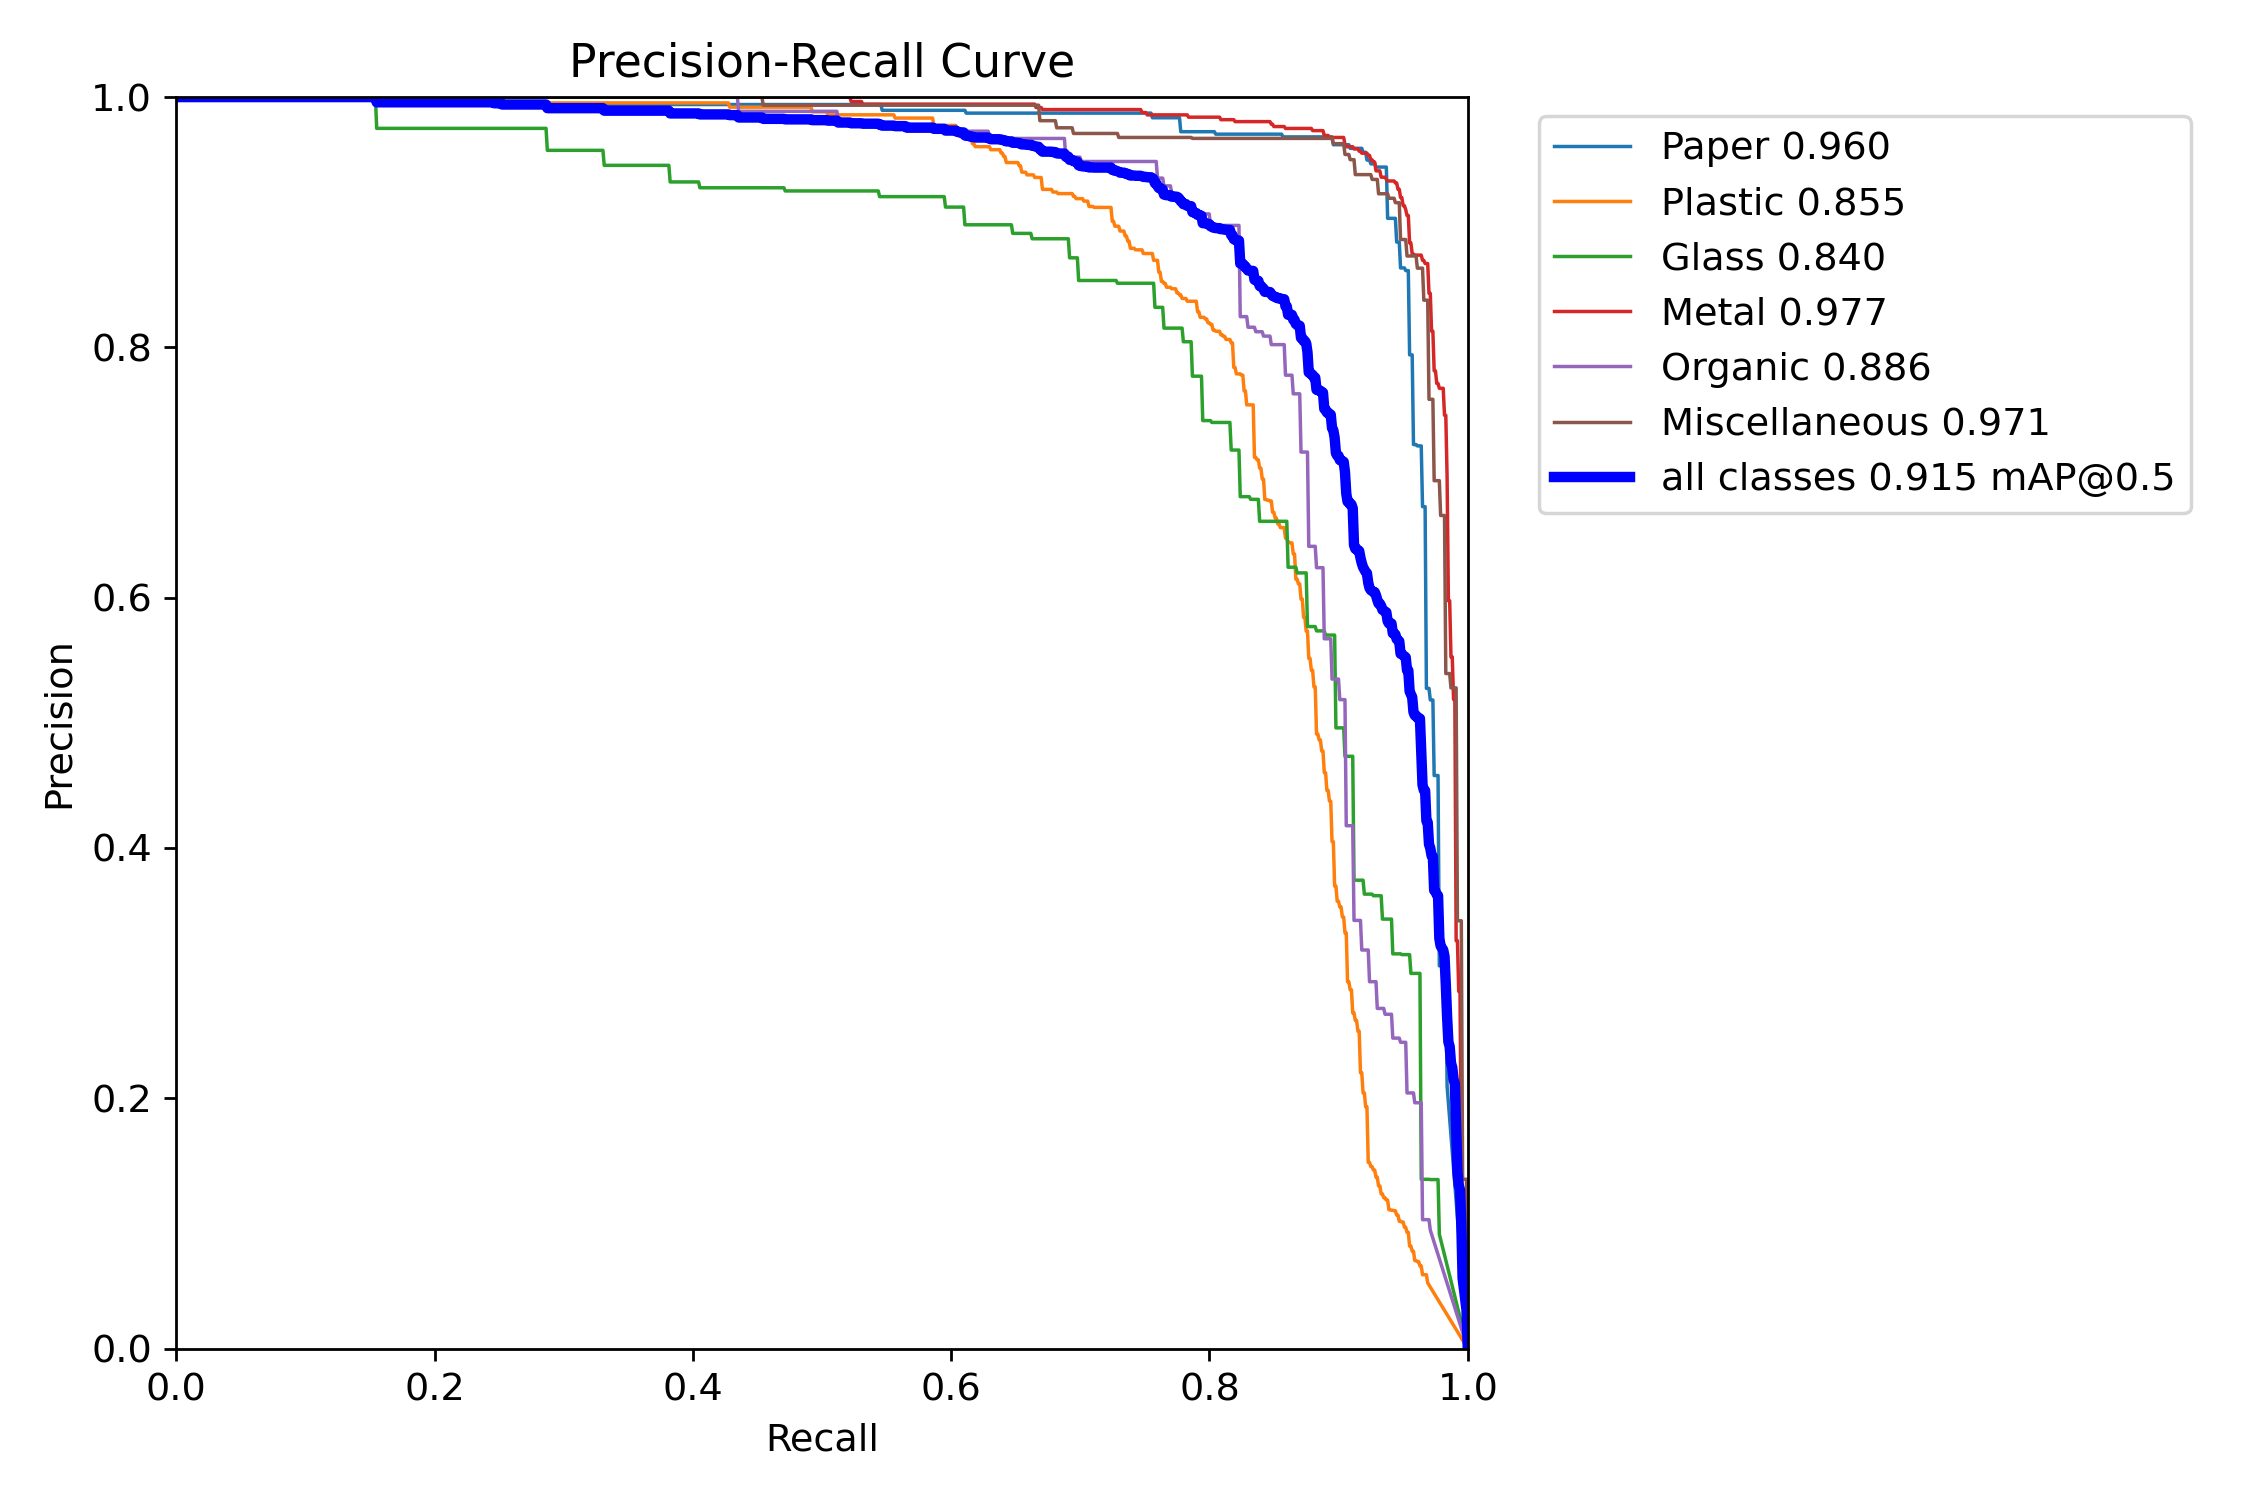 Precision-Recall Curve
1.0
0.8
0.6
0.4
0.2
0.0
Precision
0.0 0.2 0.4 0.6 0.8 1.0
Recall
Paper 0.960
Plastic 0.855
Glass 0.840
Metal 0.977
Organic 0.886
Miscellaneous 0.971
all classes 0.915 mAP@0.5